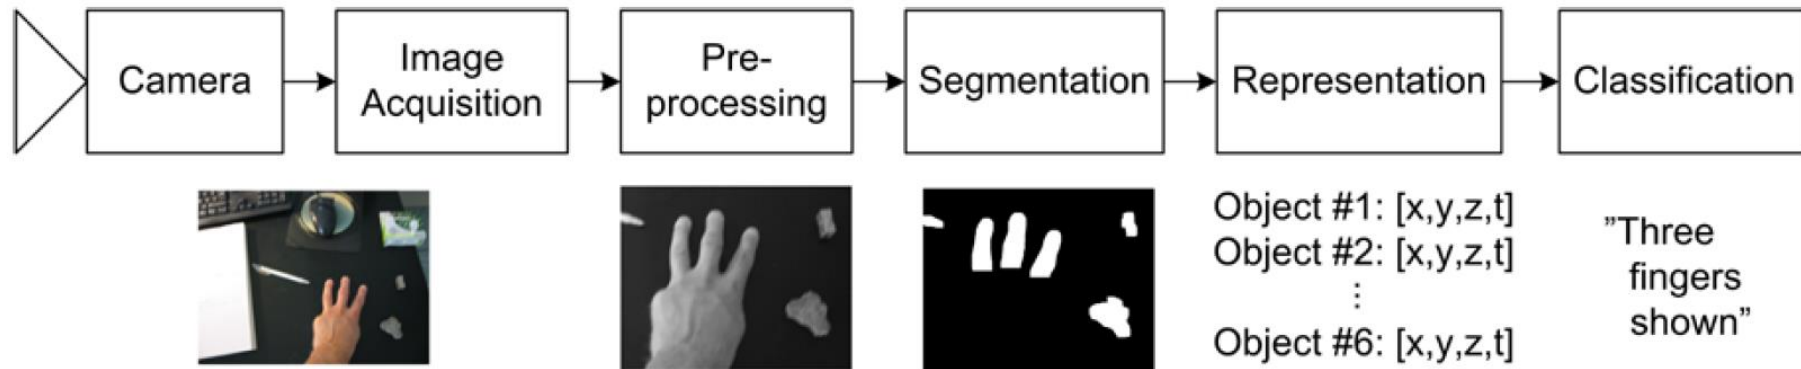 Camera
Image
Acquisition
Pre-
processing
Segmentation
Representation
Classification
Object #1: [x,y,z,t]
Object #2: [x,y,z,t]
⋮
Object #6: [x,y,z,t]
”Three
fingers
shown”